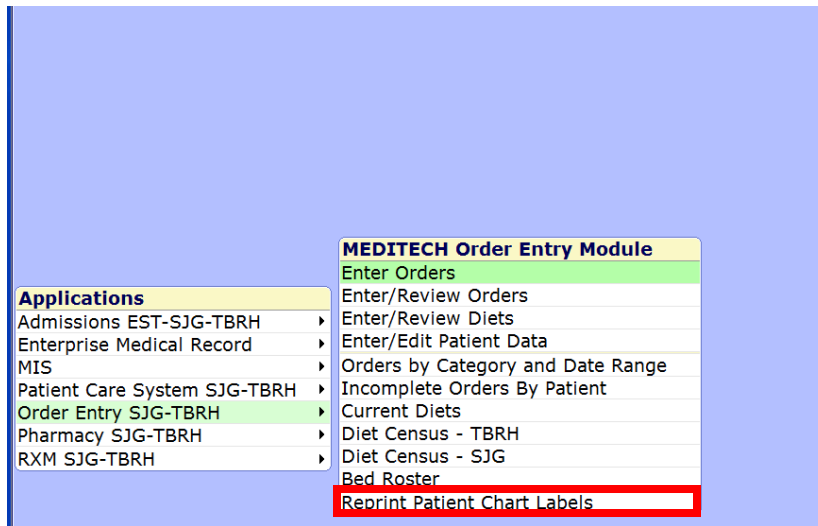 Applications
Admissions EST-SJG-TBRH
Enterprise Medical Record
MIS
Patient Care System SJG-TBRH
Order Entry SJG-TBRH
Pharmacy SJG-TBRH
RXM SJG-TBRH
MEDITECH Order Entry Module
Enter Orders
Enter/Review Orders
Enter/Review Diets
Enter/Edit Patient Data
Orders by Category and Date Range
Incomplete Orders By Patient
Current Diets
Diet Census - TBRH
Diet Census - SJG
Bed Roster
Reprint Patient Chart Labels